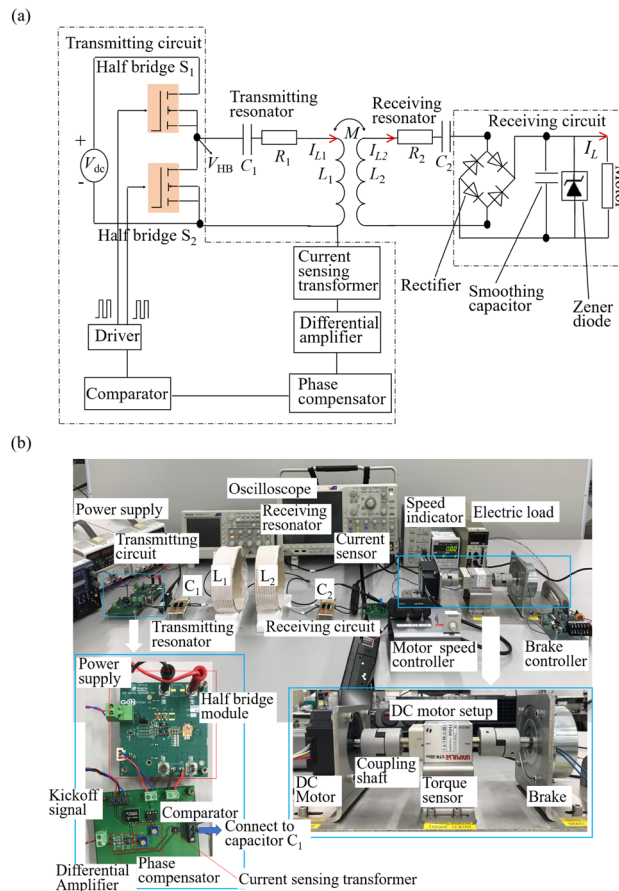 (a)
Transmitting circuit
Half bridge S1
Transmitting
resonator
Receiving
resonator
Receiving circuit
M
+
Vdc
-
VHB
C1
R1
IL1
L1
IL2
L2
R2
C2
IL
Half bridge S2
Current
sensing
transformer
Rectifier
Smoothing
capacitor
Zener
diode
Differential
amplifier
Driver
Comparator
Phase
compensator
(b)
Oscilloscope
Power supply
Receiving
resonator
Speed
indicator
Electric load
Transmitting
circuit
Current
sensor
C1
L1
L2
C2
Transmitting
resonator
Receiving circuit
Motor speed
controller
Brake
controller
Power
supply
Half bridge
module
DC motor setup
Kickoff
signal
Comparator
Connect to
capacitor C1
DC
Motor
Coupling
shaft
Torque
sensor
Brake
Differential
Amplifier
Phase
compensator
Current sensing transformer